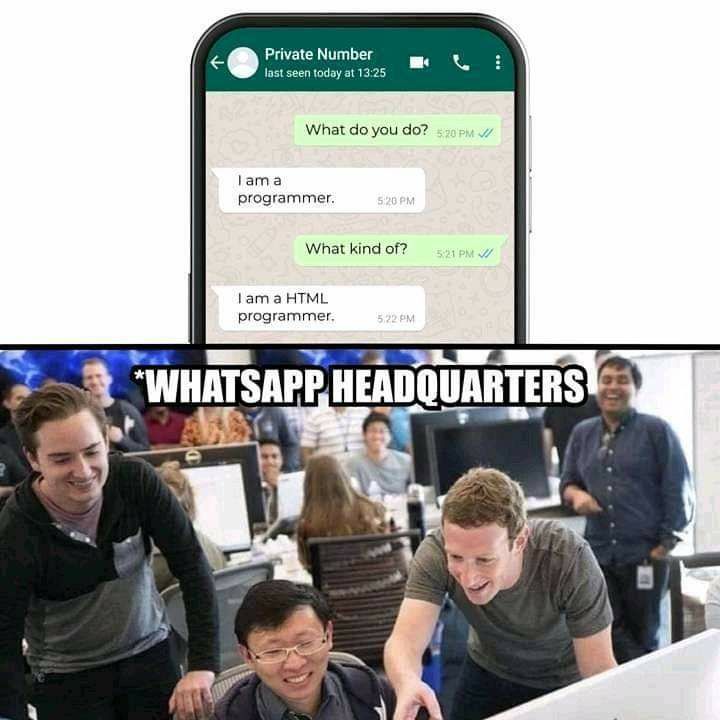 Private Number
last seen today at 13:25
What do you do? 5:20 PM
I am a
programmer. 5:20 PM
What kind of? 5:21 PM
I am a HTML
programmer. 5:22 PM
*WHATSAPP HEADQUARTERS